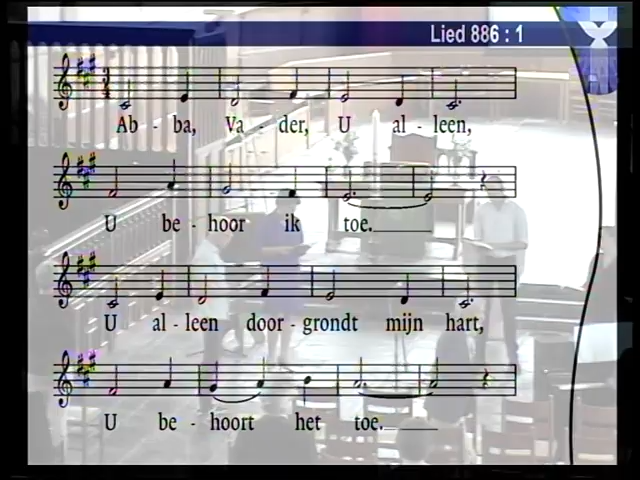 Lied 886 : 1
Ab - ba, Va - der, U al - leen,
U be - hoor ik toe.
U al - leen door - grondt mijn hart,
U be - hoort het toe.